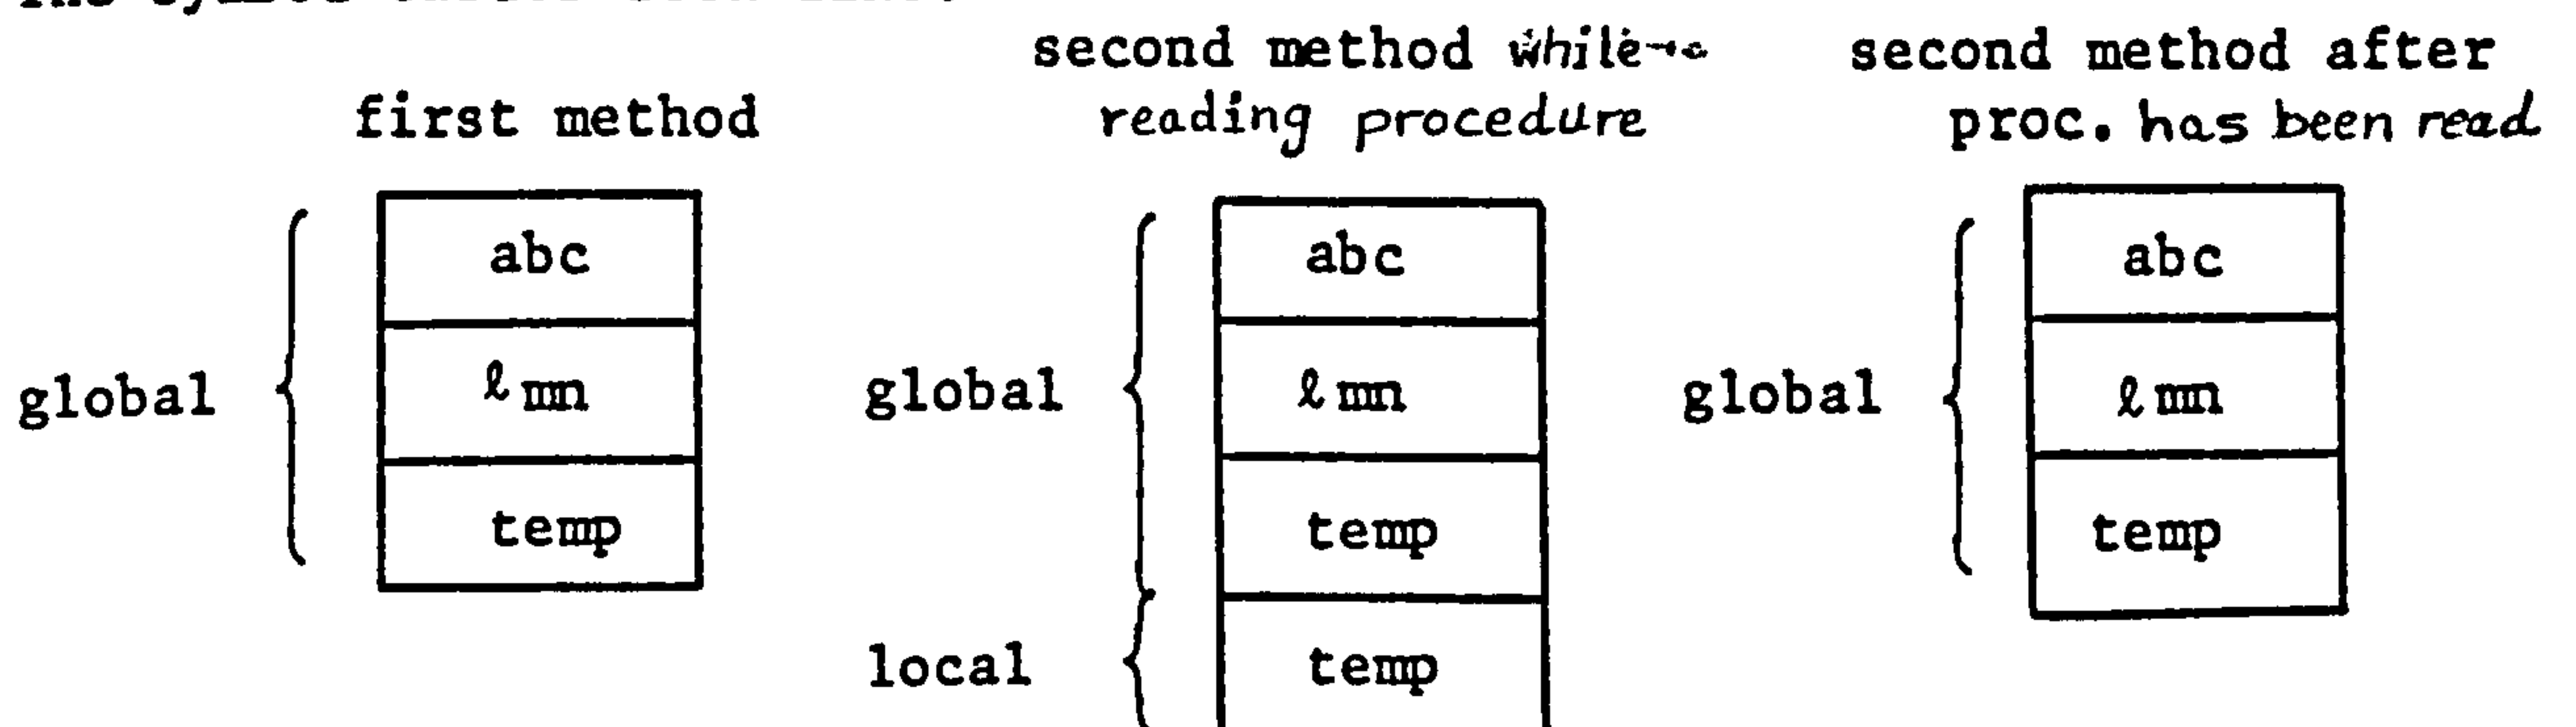 second method while
reading procedure
second method after
proc. has been read
first method
global
abc
ℓmn
temp
global
abc
ℓmn
temp
local
temp
global
abc
ℓmn
temp